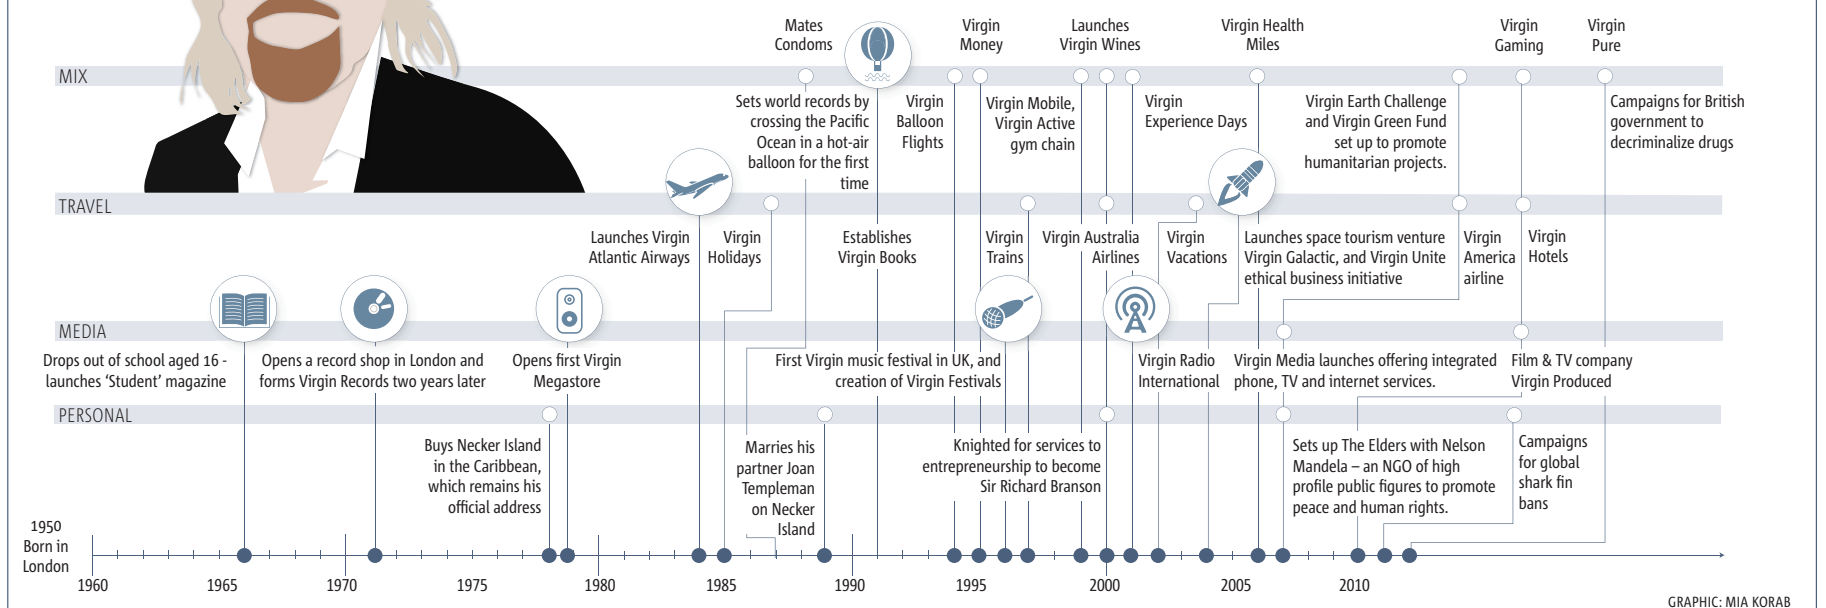 Mates
Condoms
Virgin
Money
Launches
Virgin Wines
Virgin Health
Miles
Virgin
Gaming
Virgin
Pure
MIX
Sets world records by
crossing the Pacific
Ocean in a hot-air
balloon for the first
time
Virgin
Balloon
Flights
Virgin Mobile,
Virgin Active
gym chain
Virgin
Experience Days
Virgin Earth Challenge
and Virgin Green Fund
set up to promote
humanitarian projects.
Campaigns for British
government to
decriminalize drugs
TRAVEL
Launches Virgin
Atlantic Airways
Virgin
Holidays
Establishes
Virgin Books
Virgin
Trains
Virgin Australia
Airlines
Virgin
Vacations
Launches space tourism venture
Virgin Galactic, and Virgin Unite
ethical business initiative
Virgin
America
airline
Virgin
Hotels
MEDIA
Drops out of school aged 16 -
launches ‘Student’ magazine
Opens a record shop in London and
forms Virgin Records two years later
Opens first Virgin
Megastore
First Virgin music festival in UK, and
creation of Virgin Festivals
Virgin Radio
International
Virgin Media launches offering integrated
phone, TV and internet services.
Film & TV company
Virgin Produced
PERSONAL
Buys Necker Island
in the Caribbean,
which remains his
official address
Marries his
partner Joan
Templeman
on Necker
Island
Knighted for services to
entrepreneurship to become
Sir Richard Branson
Sets up The Elders with Nelson
Mandela – an NGO of high
profile public figures to promote
peace and human rights.
Campaigns
for global
shark fin
bans
1950
Born in
London
1960
1965
1970
1975
1980
1985
1990
1995
2000
2005
2010
GRAPHIC: MIA KORAB